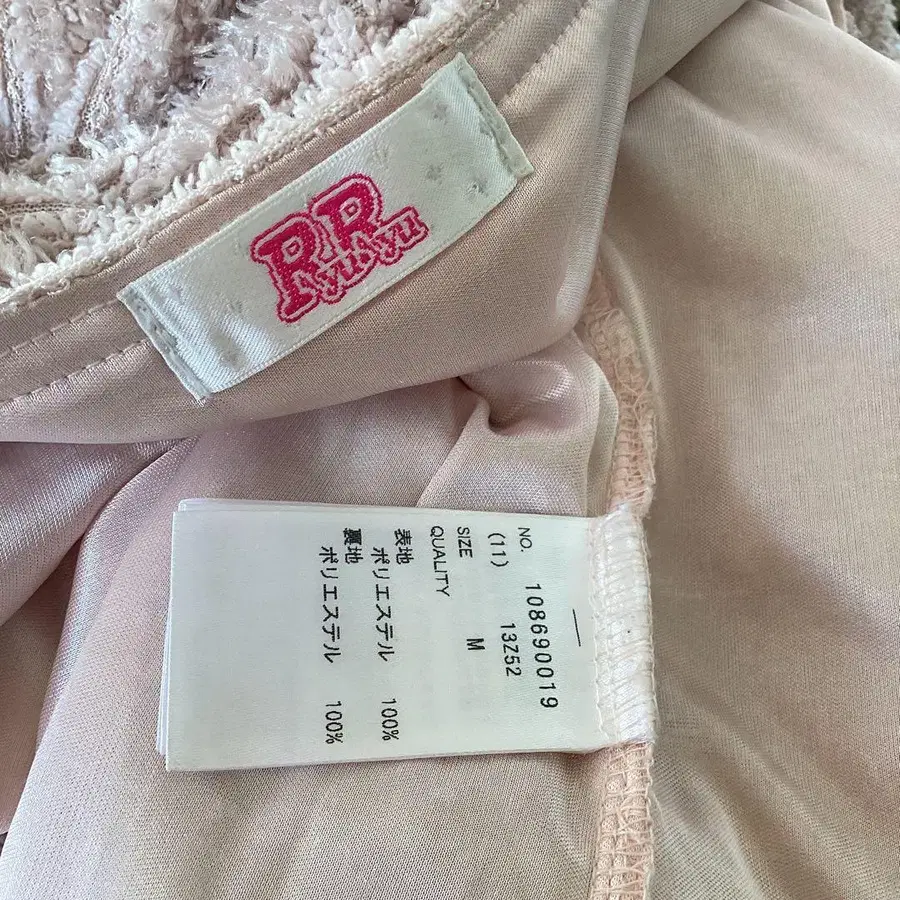 RyuRyu
NO. 108690019
(11) 13Z52
SIZE M
QUALITY
表地 ポリエステル 100%
裏地 ポリエステル 100%